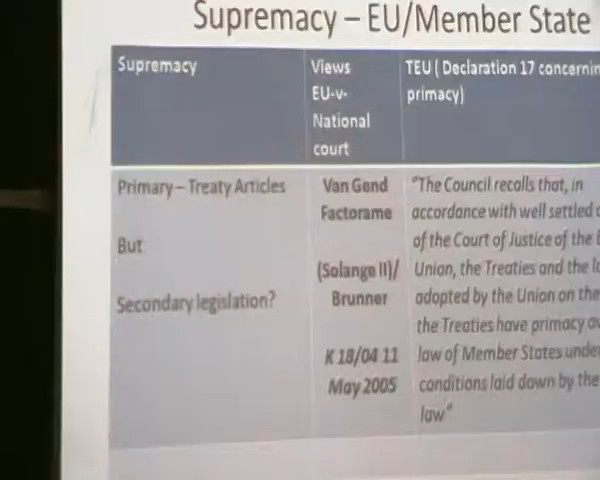 Supremacy – EU/Member State
Supremacy
Views
EU-v-
National
court
TEU ( Declaration 17 concernin
primacy)
Primary – Treaty Articles
But
Secondary legislation?
Van Gend
Factorame
(Solange II)/
Brunner
K 18/04 11
May 2005
"The Council recalls that, in
accordance with well settled
of the Court of Justice of the
Union, the Treaties and the
adopted by the Union on the
the Treaties have primacy
law of Member States unde
conditions laid down by the
law"